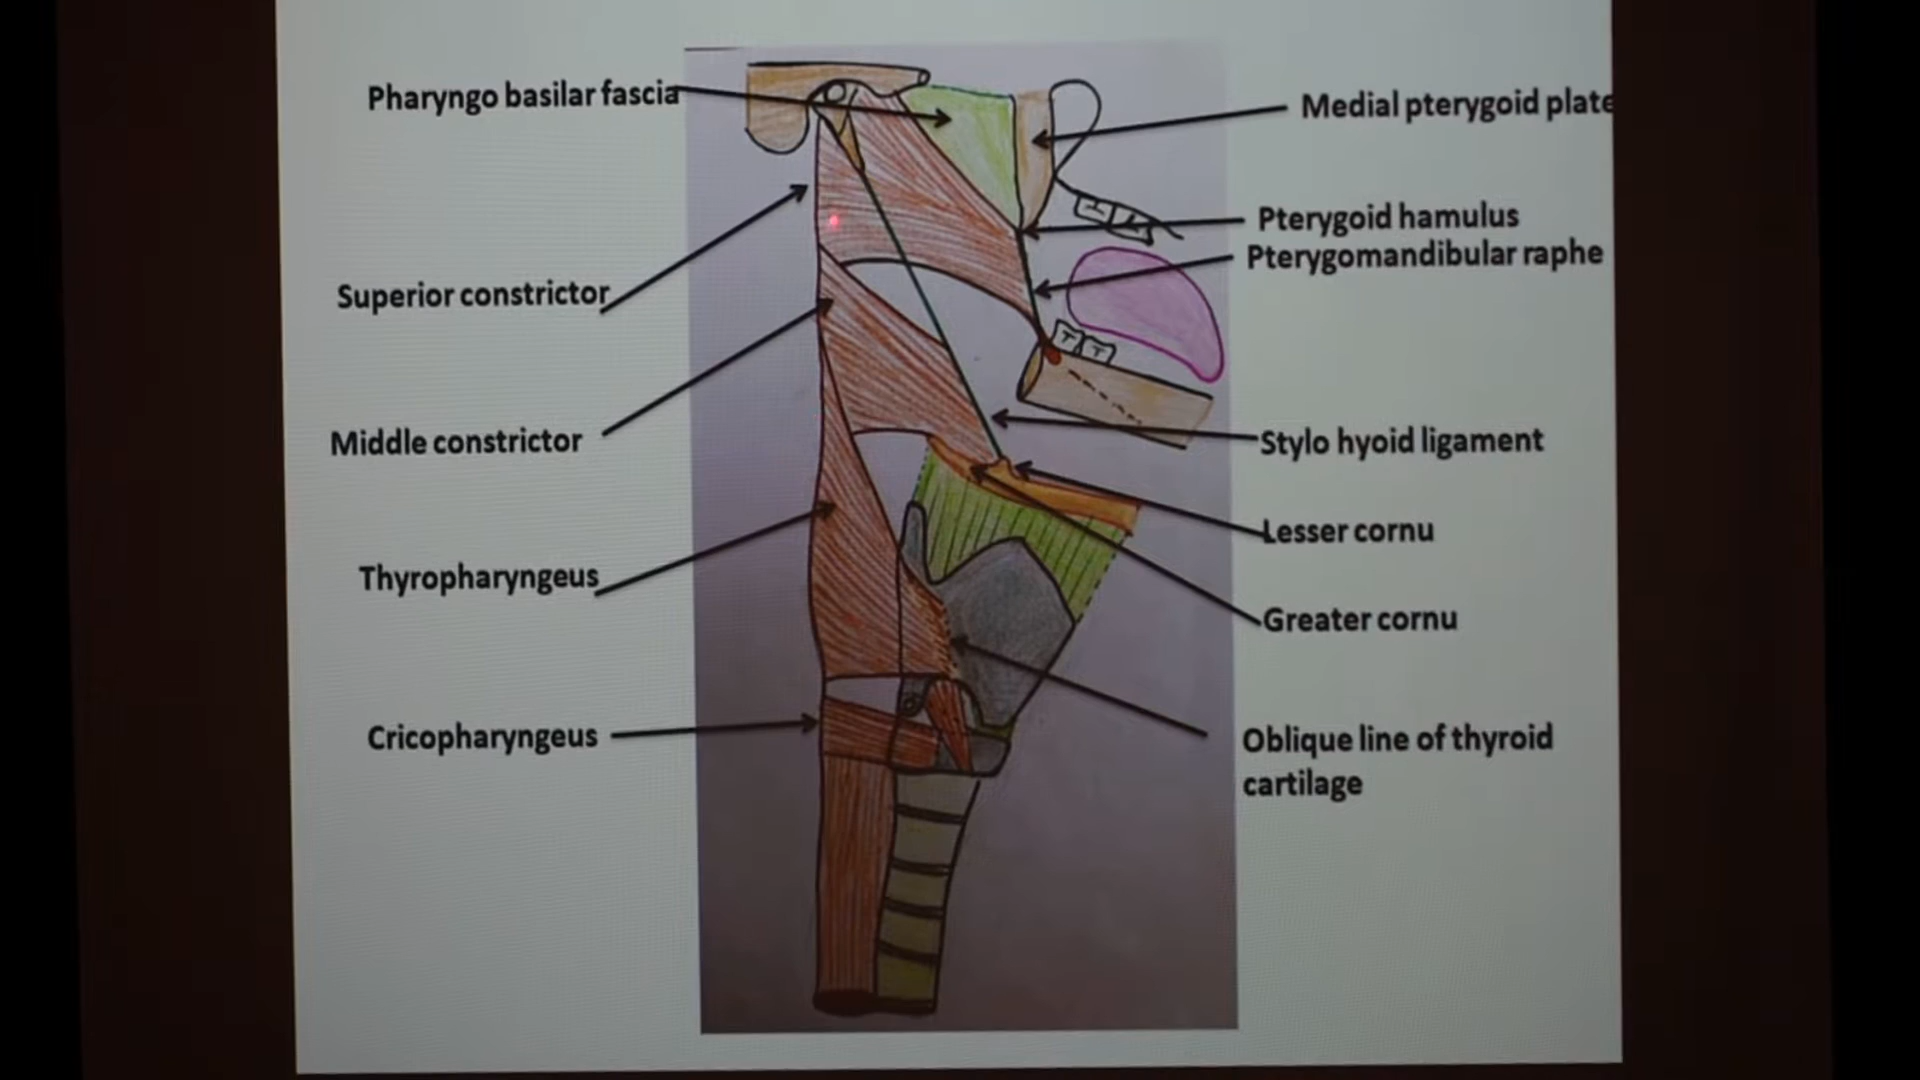 Pharyngo basilar fascia
Medial pterygoid plate
Pterygoid hamulus
Pterygomandibular raphe
Superior constrictor
Middle constrictor
Stylo hyoid ligament
Lesser cornu
Thyropharyngeus
Greater cornu
Cricopharyngeus
Oblique line of thyroid
cartilage